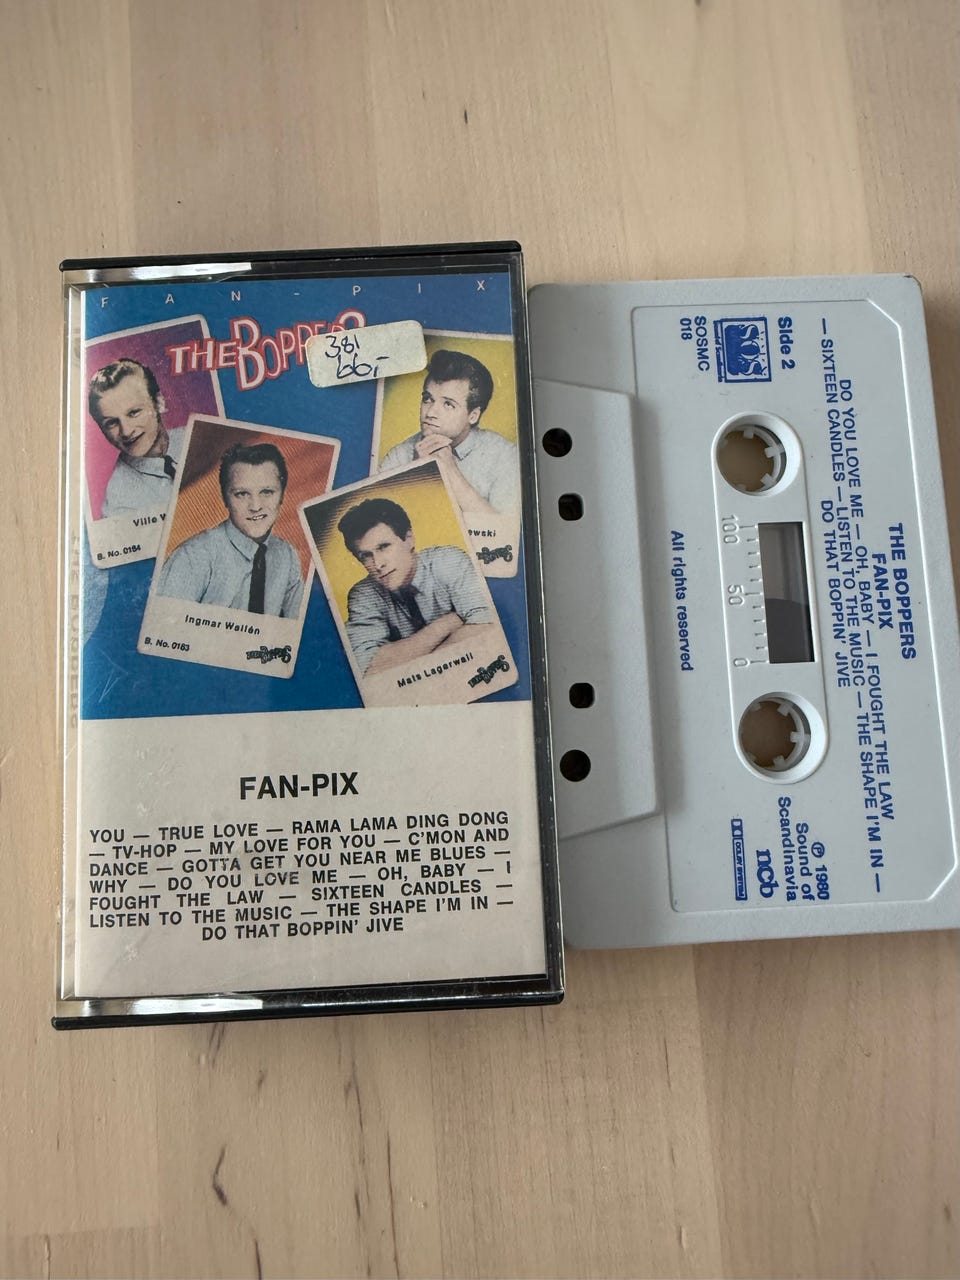 FAN-PIX
THE BOPPERS
381
66:-
Ville
B. No. 0164
Ingmar Wallén
B. No. 0163
ewski
Mats Lagerwall
FAN-PIX
YOU — TRUE LOVE — RAMA LAMA DING DONG
— TV-HOP — MY LOVE FOR YOU — C'MON AND
DANCE — GOTTA GET YOU NEAR ME BLUES —
WHY — DO YOU LOVE ME — OH, BABY — I
FOUGHT THE LAW — SIXTEEN CANDLES —
LISTEN TO THE MUSIC — THE SHAPE I'M IN —
DO THAT BOPPIN' JIVE
THE BOPPERS
FAN-PIX
DO YOU LOVE ME — OH, BABY — I FOUGHT THE LAW
— SIXTEEN CANDLES — LISTEN TO THE MUSIC — THE SHAPE I'M IN —
DO THAT BOPPIN' JIVE
Side 2
SOS
SOSMC
018
100 50 0
℗ 1980
Sound of
Scandinavia
ncb
DOLBY SYSTEM
All rights reserved